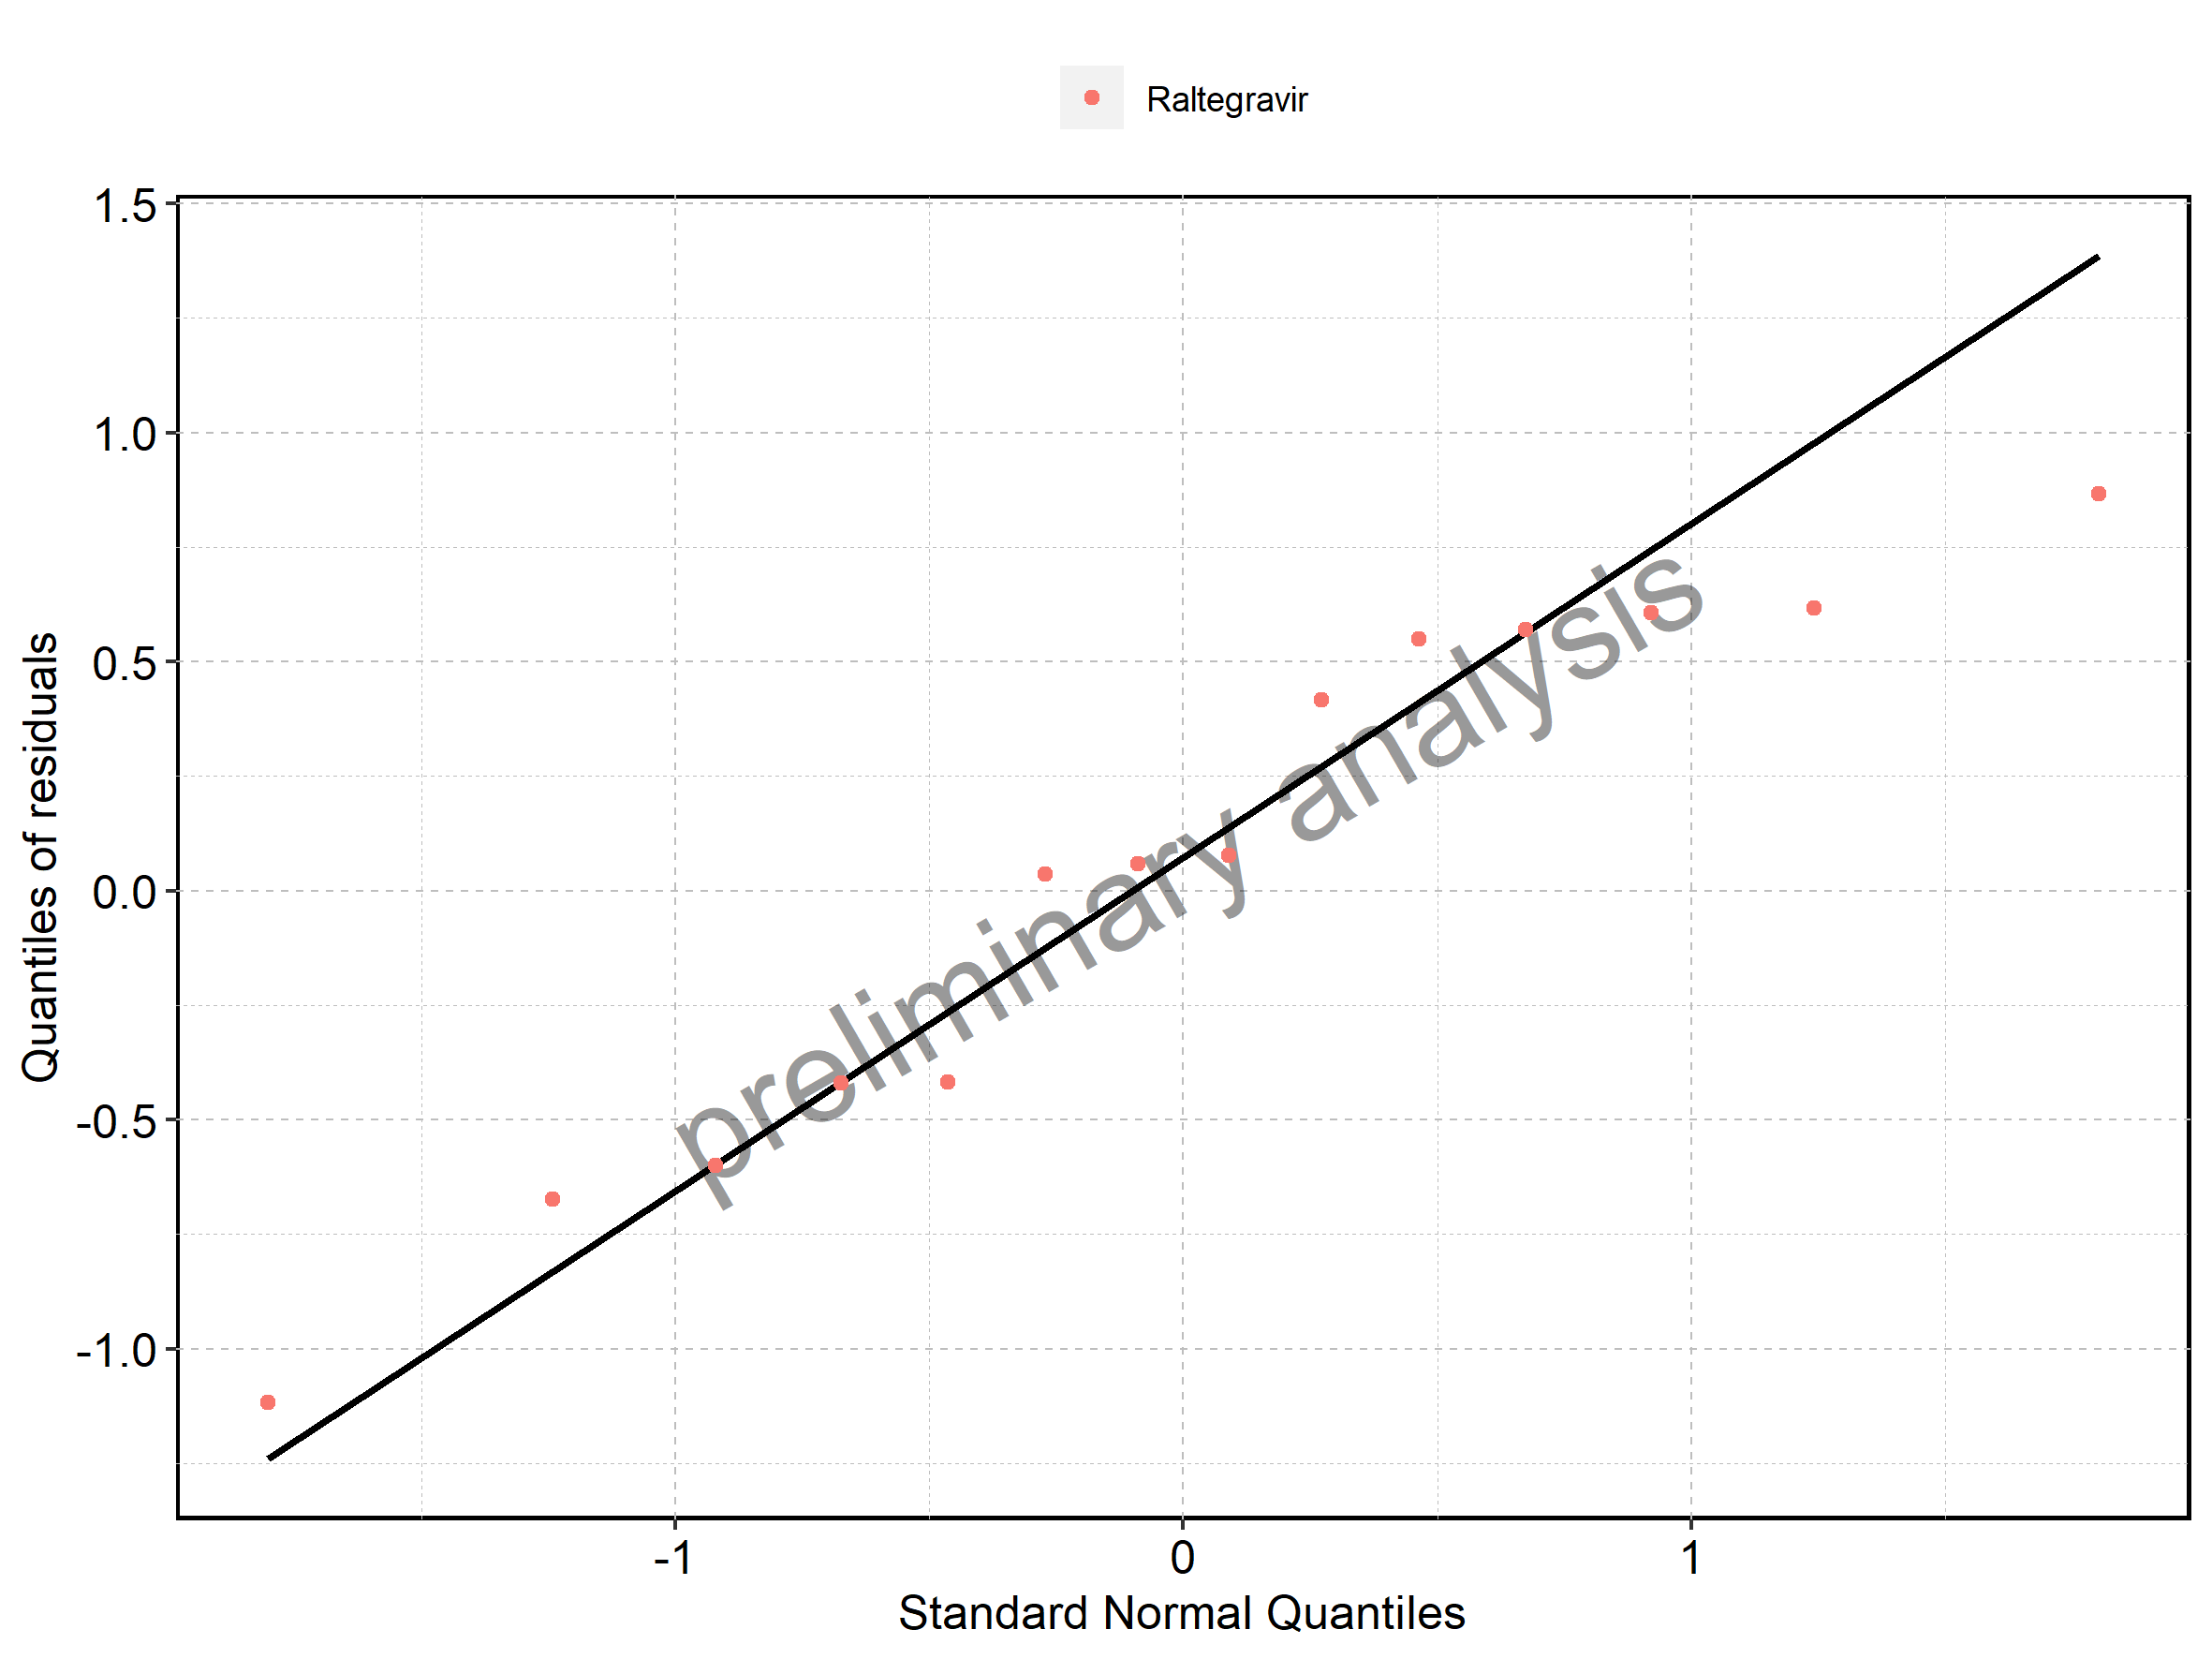 Raltegravir
1.5
1.0
0.5
0.0
-0.5
-1.0
Quantiles of residuals
preliminary analysis
-1 0 1
Standard Normal Quantiles